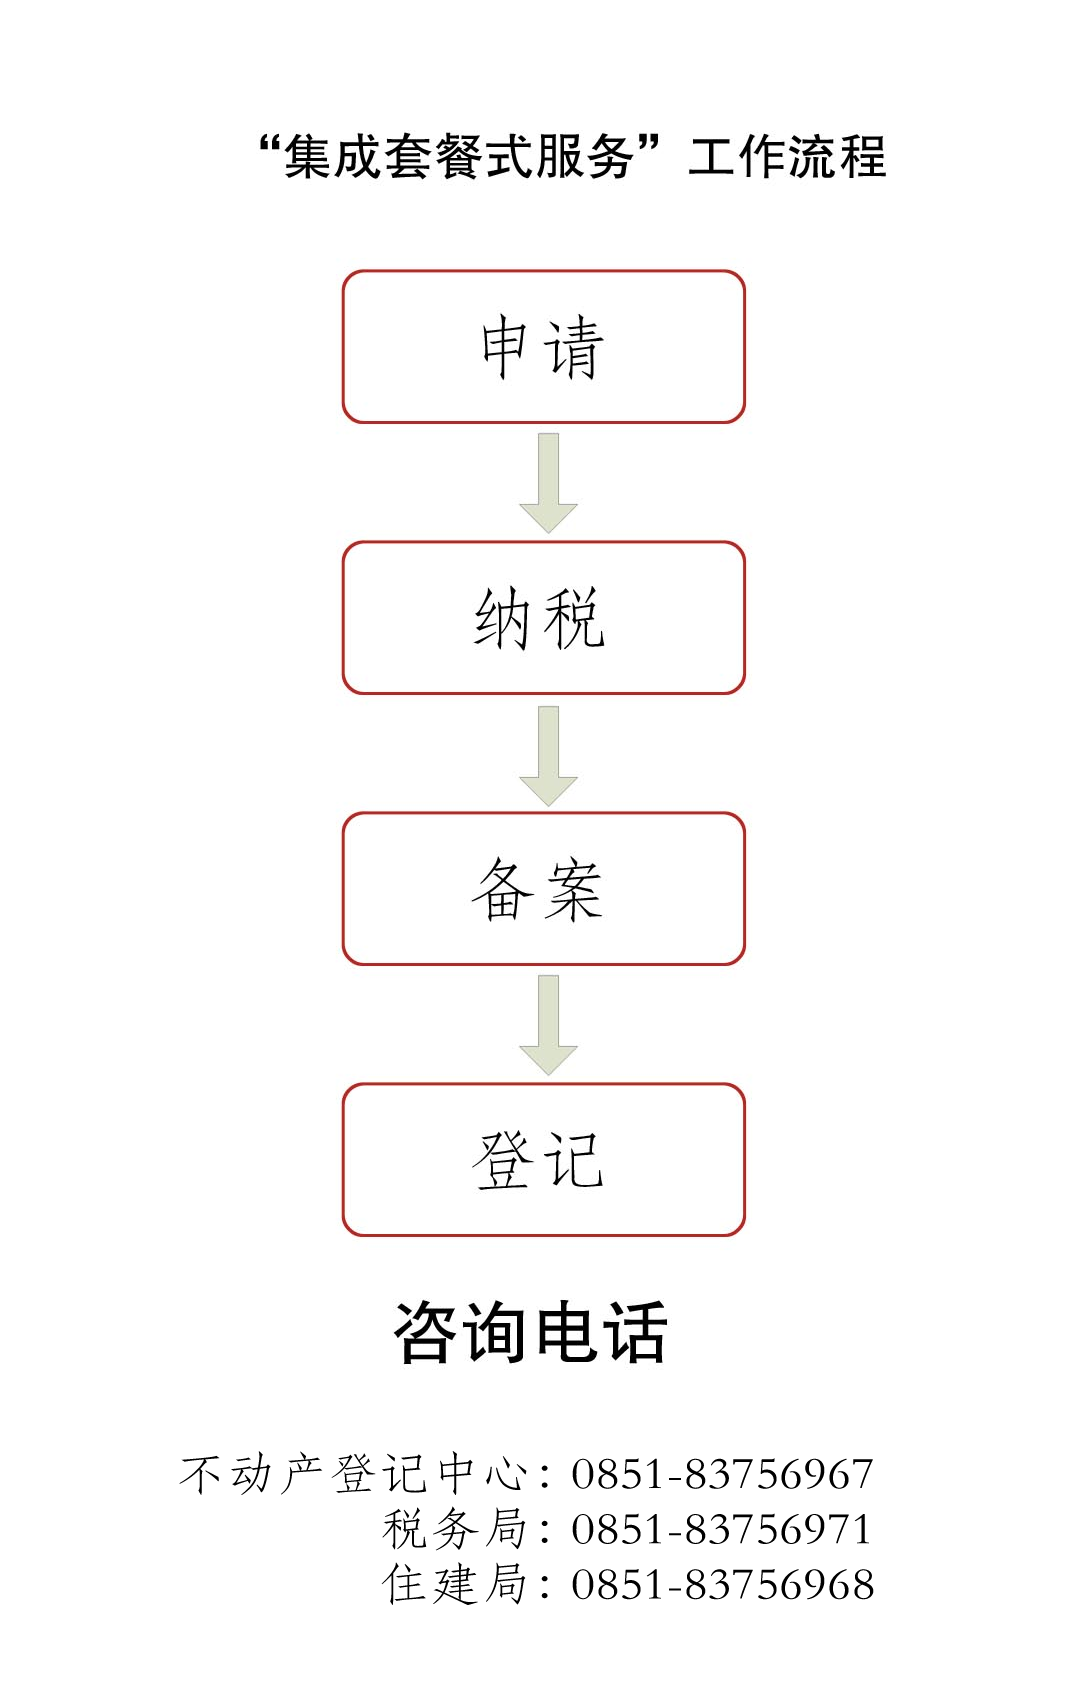 “集成套餐式服务”工作流程
申请
纳税
备案
登记
咨询电话
不动产登记中心：0851-83756967
税务局：0851-83756971
住建局：0851-83756968